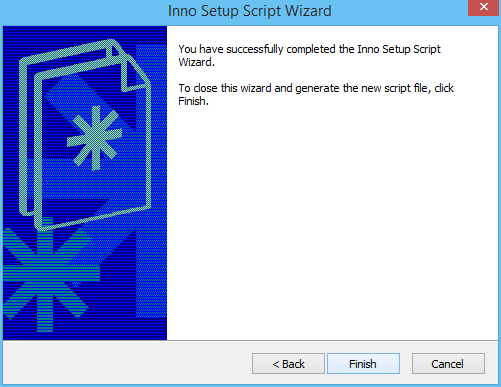 Inno Setup Script Wizard
You have successfully completed the Inno Setup Script
Wizard.
To close this wizard and generate the new script file, click
Finish.
< Back
Finish
Cancel